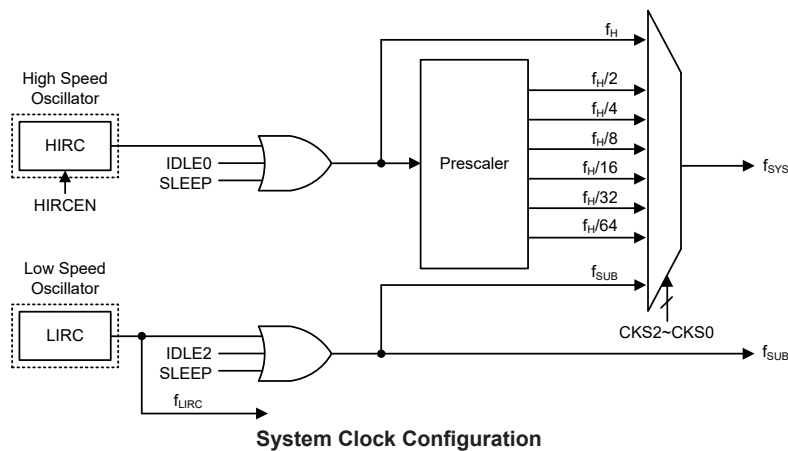 f_H
High Speed
Oscillator
f_H/2
f_H/4
HIRC
f_H/8
IDLE0
Prescaler
f_SYS
SLEEP
f_H/16
HIRCEN
f_H/32
f_H/64
Low Speed
Oscillator
f_SUB
LIRC
CKS2~CKS0
IDLE2
f_SUB
SLEEP
f_LIRC
System Clock Configuration